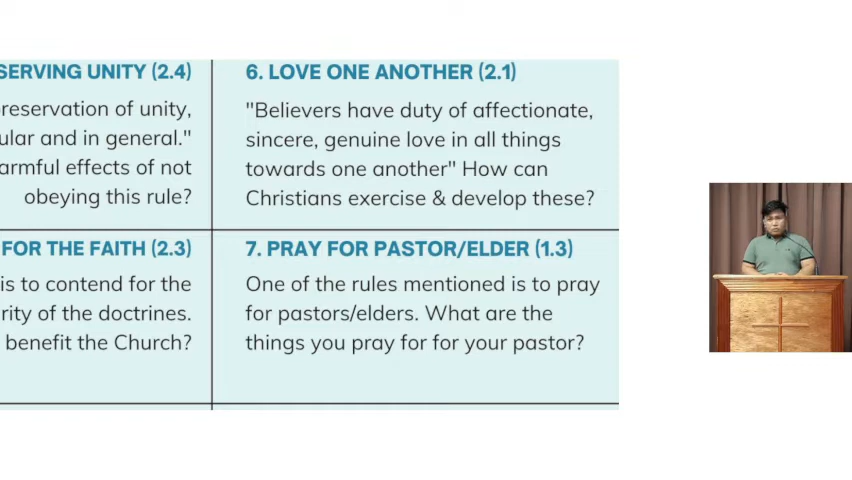 SERVING UNITY (2.4)
reservation of unity,
ular and in general."
armful effects of not
obeying this rule?
6. LOVE ONE ANOTHER (2.1)
"Believers have duty of affectionate,
sincere, genuine love in all things
towards one another" How can
Christians exercise & develop these?
FOR THE FAITH (2.3)
is to contend for the
rity of the doctrines.
benefit the Church?
7. PRAY FOR PASTOR/ELDER (1.3)
One of the rules mentioned is to pray
for pastors/elders. What are the
things you pray for for your pastor?